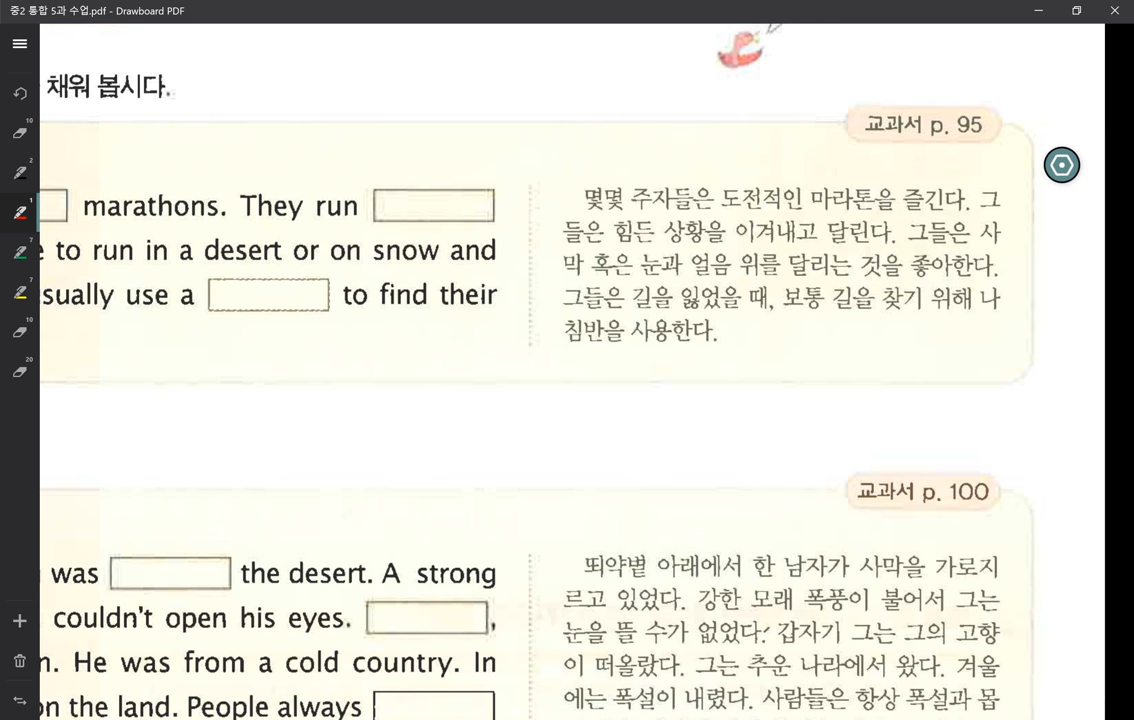 중2 통합 5과 수업.pdf - Drawboard PDF
10
2
1
7
7
10
20
채워 봅시다.
교과서 p. 95
marathons. They run
e to run in a desert or on snow and
sually use a to find their
몇몇 주자들은 도전적인 마라톤을 즐긴다. 그
들은 힘든 상황을 이겨내고 달린다. 그들은 사
막 혹은 눈과 얼음 위를 달리는 것을 좋아한다.
그들은 길을 잃었을 때, 보통 길을 찾기 위해 나
침반을 사용한다.
교과서 p. 100
was the desert. A strong
couldn't open his eyes. ,
n. He was from a cold country. In
on the land. People always
뙤약볕 아래에서 한 남자가 사막을 가로지
르고 있었다. 강한 모래 폭풍이 불어서 그는
눈을 뜰 수가 없었다. 갑자기 그는 그의 고향
이 떠올랐다. 그는 추운 나라에서 왔다. 겨울
에는 폭설이 내렸다. 사람들은 항상 폭설과 몹